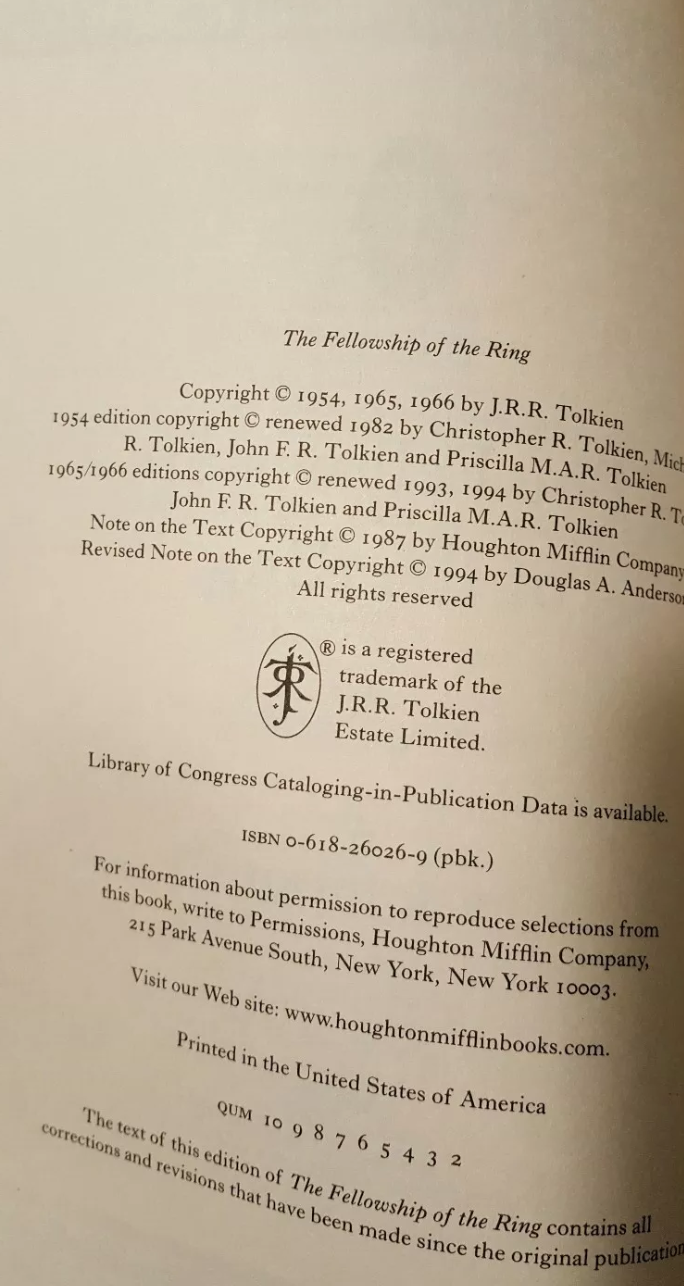 The Fellowship of the Ring
Copyright © 1954, 1965, 1966 by J.R.R. Tolkien
1954 edition copyright © renewed 1982 by Christopher R. Tolkien,
R. Tolkien, John F. R. Tolkien and Priscilla M.A.R. Tolkien
1965/1966 editions copyright © renewed 1993, 1994 by Christopher R.
John F. R. Tolkien and Priscilla M.A.R. Tolkien
Note on the Text Copyright © 1987 by Houghton Mifflin Company
Revised Note on the Text Copyright © 1994 by Douglas A.
All rights reserved
® is a registered
trademark of the
J.R.R. Tolkien
Estate Limited.
Library of Congress Cataloging-in-Publication Data is available.
ISBN 0-618-26026-9 (pbk.)
For information about permission to reproduce selections from
this book, write to Permissions, Houghton Mifflin Company,
215 Park Avenue South, New York, New York 10003.
Visit our Web site: www.houghtonmifflinbooks.com.
Printed in the United States of America
QUM 10 9 8 7 6 5 4 3 2
The text of this edition of The Fellowship of the Ring contains all
corrections and revisions that have been made since the original publication